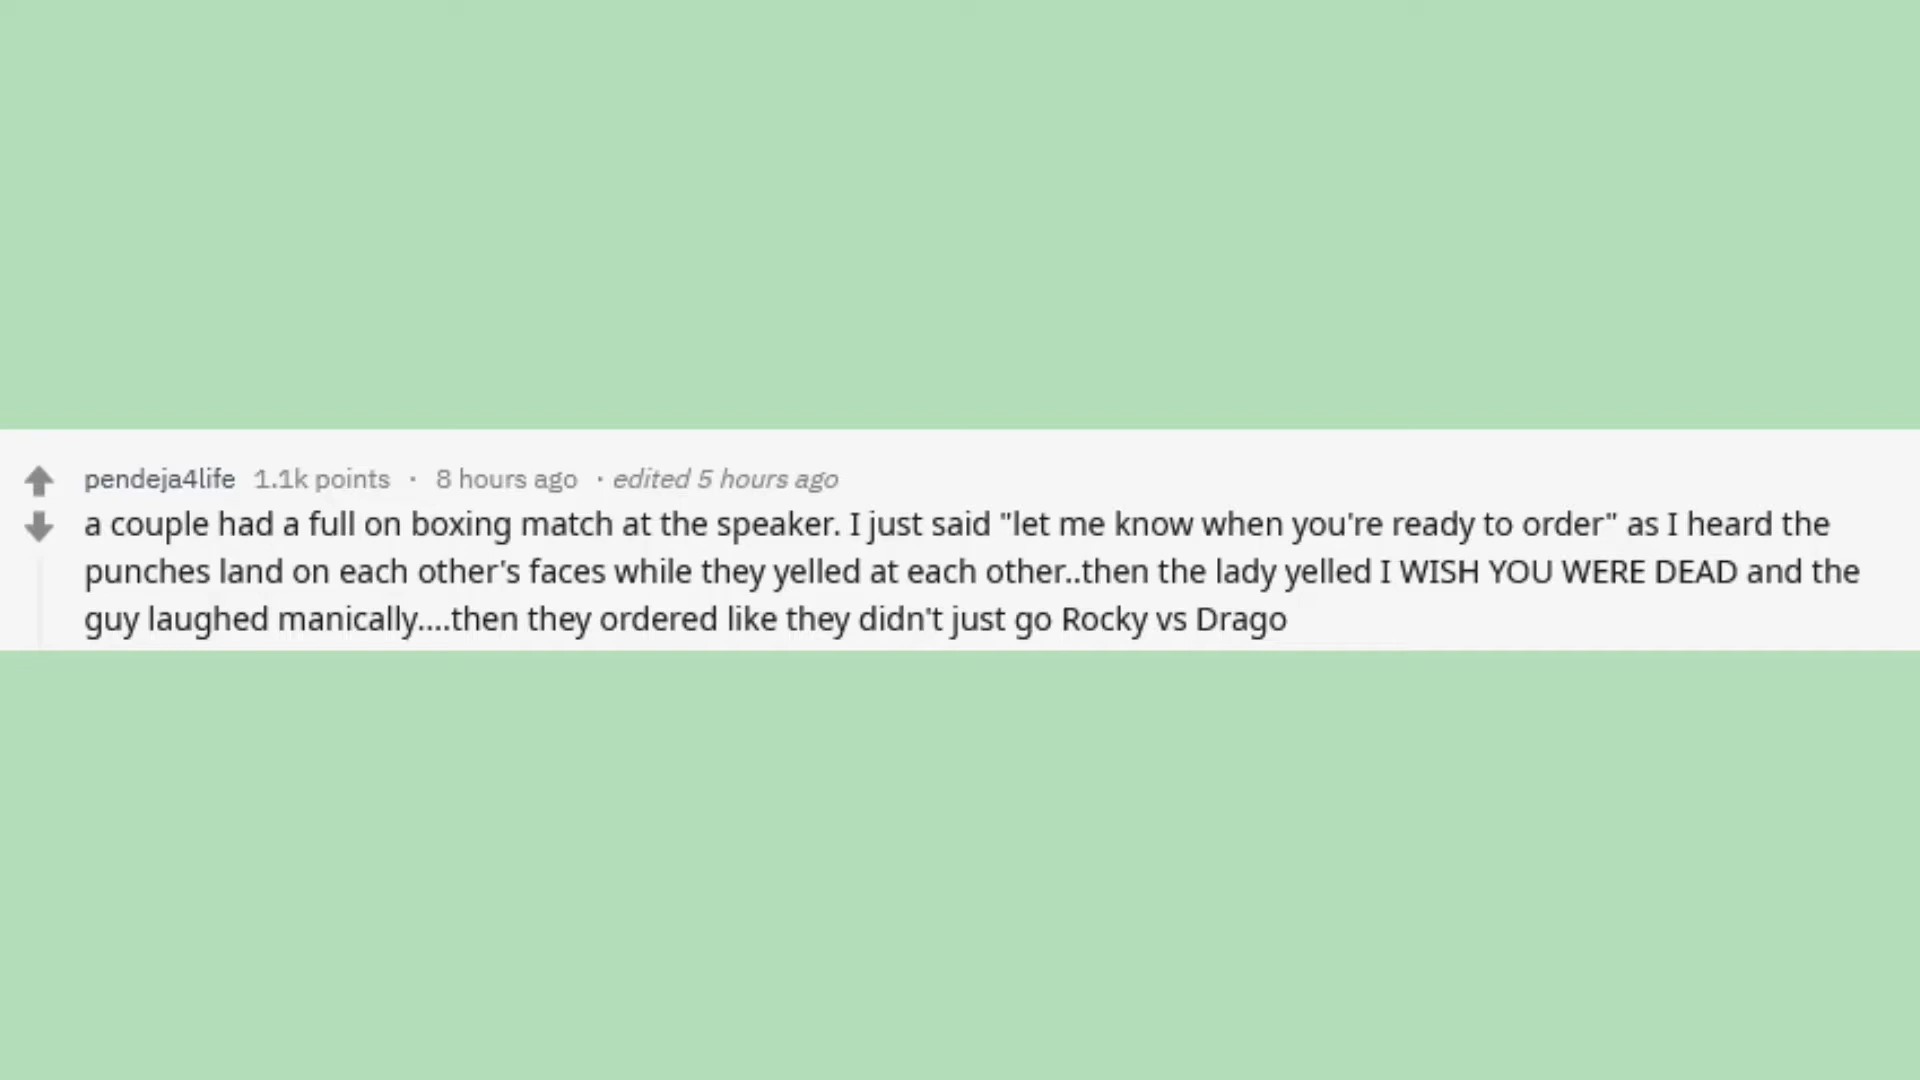 pendeja4life 1.1k points · 8 hours ago · edited 5 hours ago
a couple had a full on boxing match at the speaker. I just said "let me know when you're ready to order" as I heard the
punches land on each other's faces while they yelled at each other..then the lady yelled I WISH YOU WERE DEAD and the
guy laughed manically....then they ordered like they didn't just go Rocky vs Drago